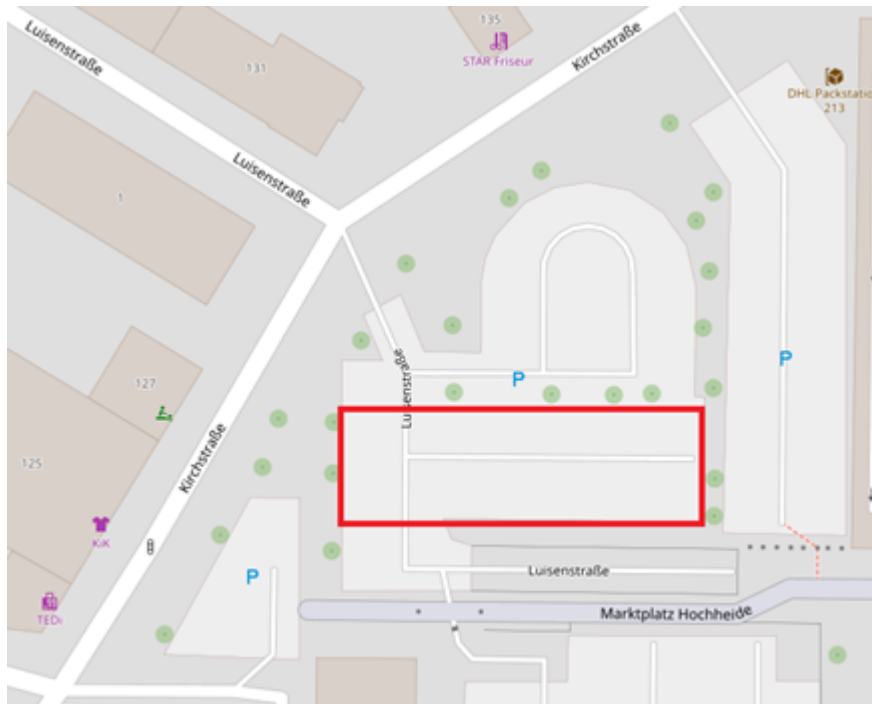 135
STAR Friseur
Luisenstraße
131
Kirchstraße
DHL Packstatio
213
Luisenstraße
1
P
P
Luisenstraße
127
125
Kirchstraße
KiK
P
Luisenstraße
TEDi
Marktplatz Hochheide